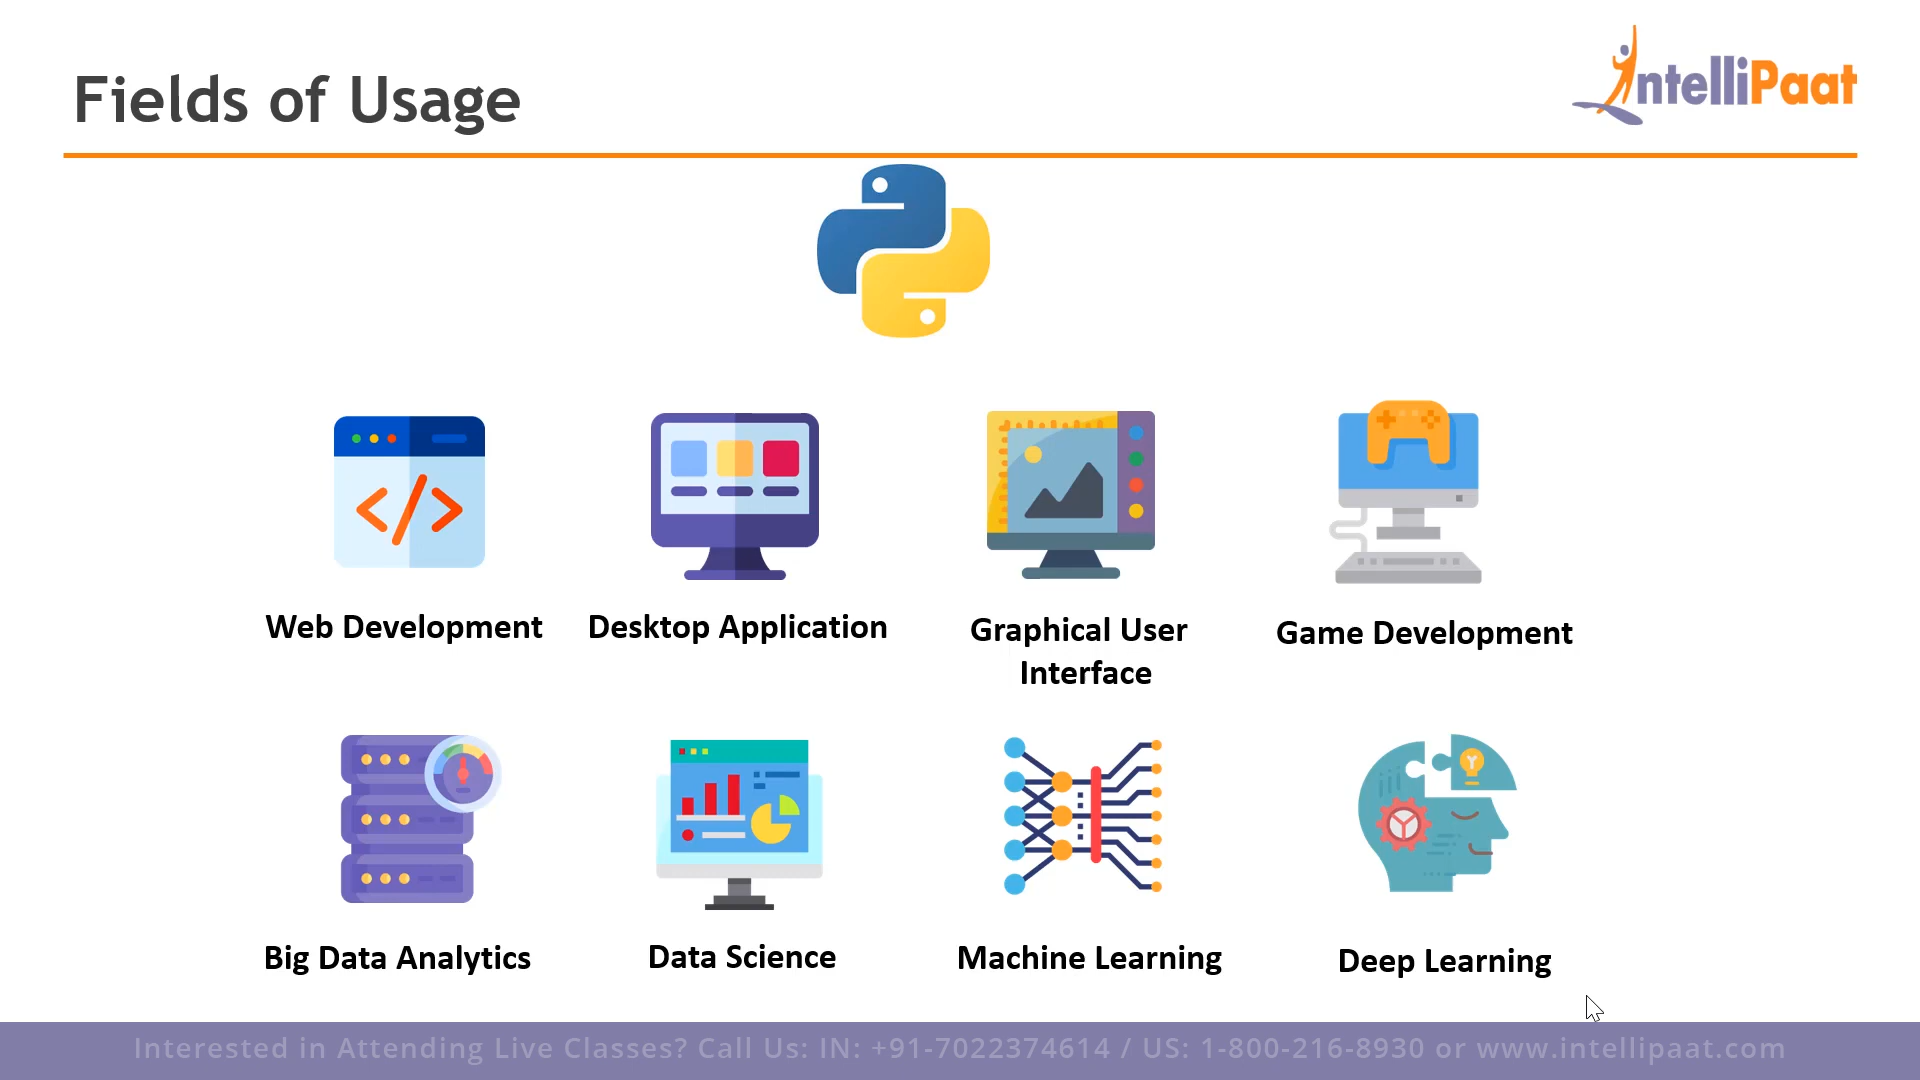 Fields of Usage
IntelliPaat
</>
Web Development
Desktop Application
Graphical User
Interface
Game Development
Big Data Analytics
Data Science
Machine Learning
Deep Learning
Interested in Attending Live Classes? Call Us: IN: +91-7022374614 / US: 1-800-216-8930 or www.intellipaat.com